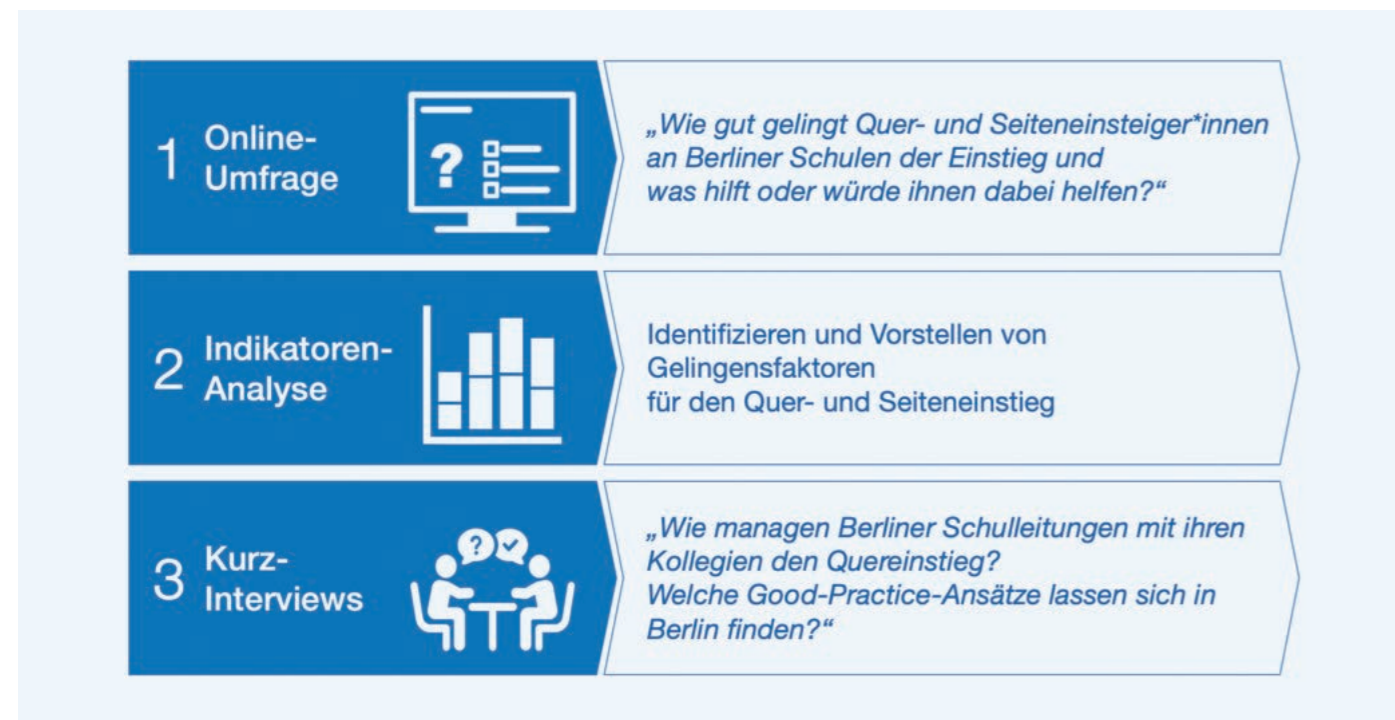 1 Online-
Umfrage
?
„Wie gut gelingt Quer- und Seiteneinsteiger*innen
an Berliner Schulen der Einstieg und
was hilft oder würde ihnen dabei helfen?“
2 Indikatoren-
Analyse
Identifizieren und Vorstellen von
Gelingensfaktoren
für den Quer- und Seiteneinstieg
3 Kurz-
Interviews
?
„Wie managen Berliner Schulleitungen mit ihren
Kollegien den Quereinstieg?
Welche Good-Practice-Ansätze lassen sich in
Berlin finden?“